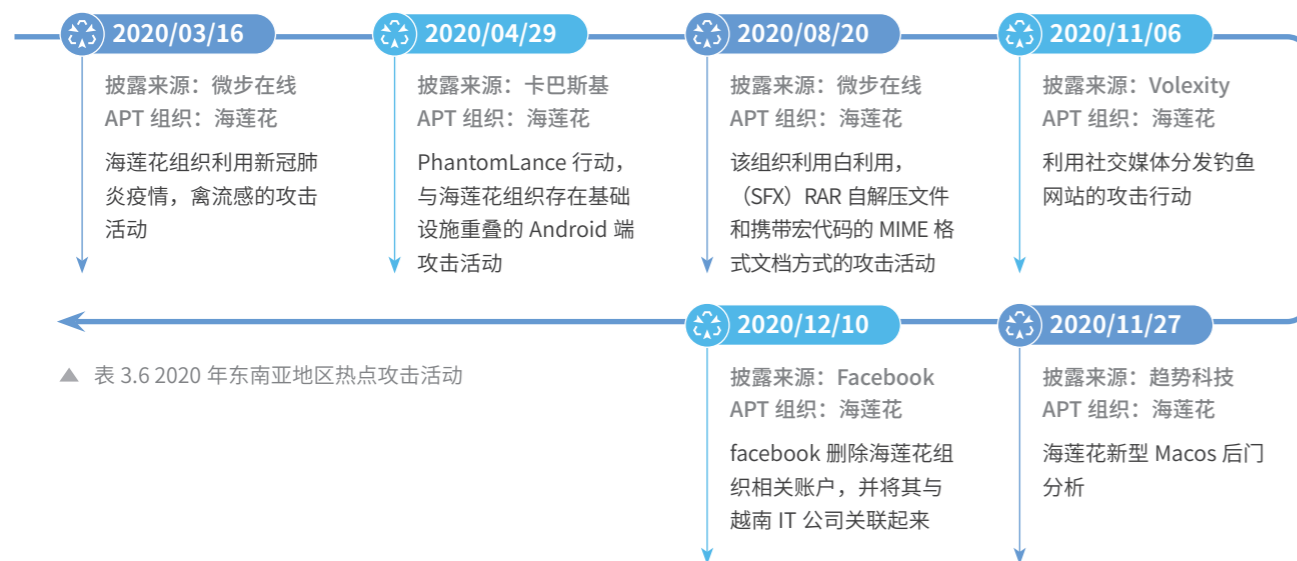 2020/03/16
披露来源：微步在线
APT 组织：海莲花
海莲花组织利用新冠肺
炎疫情，禽流感的攻击
活动
2020/04/29
披露来源：卡巴斯基
APT 组织：海莲花
PhantomLance 行动，
与海莲花组织存在基础
设施重叠的 Android 端
攻击活动
2020/08/20
披露来源：微步在线
APT 组织：海莲花
该组织利用白利用，
（SFX）RAR 自解压文件
和携带宏代码的 MIME 格
式文档方式的攻击活动
2020/11/06
披露来源：Volexity
APT 组织：海莲花
利用社交媒体分发钓鱼
网站的攻击行动
2020/11/27
披露来源：趋势科技
APT 组织：海莲花
海莲花新型 Macos 后门
分析
2020/12/10
披露来源：Facebook
APT 组织：海莲花
facebook 删除海莲花组
织相关账户，并将其与
越南 IT 公司关联起来
▲ 表 3.6 2020 年东南亚地区热点攻击活动